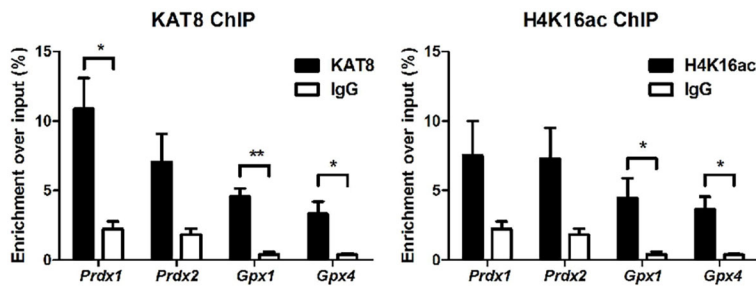 KAT8 ChIP
Enrichment over input (%)
15
10
5
0
*
**
*
KAT8
IgG
Prdx1 Prdx2 Gpx1 Gpx4
H4K16ac ChIP
Enrichment over input (%)
15
10
5
0
*
*
H4K16ac
IgG
Prdx1 Prdx2 Gpx1 Gpx4